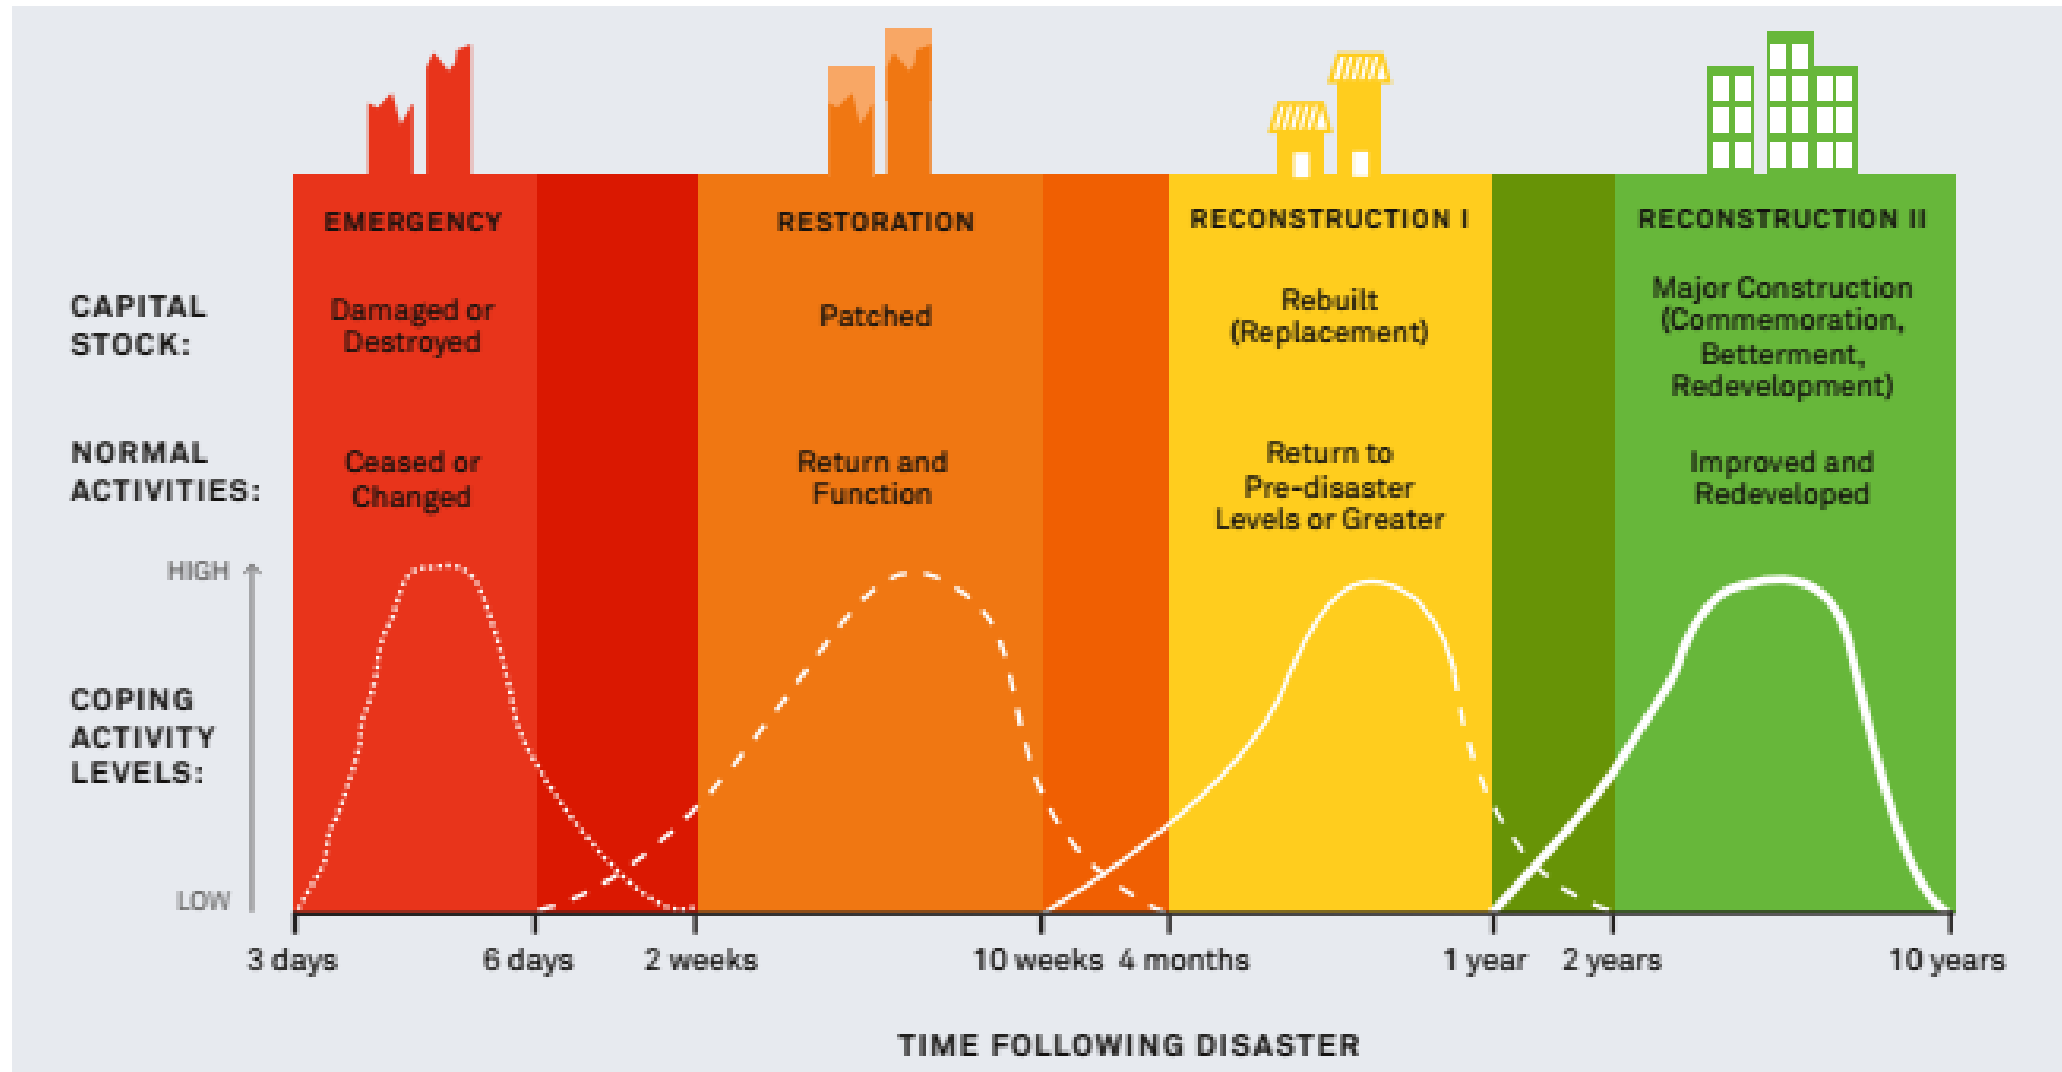 EMERGENCY
RESTORATION
RECONSTRUCTION I
RECONSTRUCTION II
CAPITAL
STOCK:
Damaged or
Destroyed
Patched
Rebuilt
(Replacement)
Major Construction
(Commemoration,
Betterment,
Redevelopment)
NORMAL
ACTIVITIES:
Ceased or
Changed
Return and
Function
Return to
Pre-disaster
Levels or Greater
Improved and
Redeveloped
COPING
ACTIVITY
LEVELS:
HIGH
LOW
3 days
6 days
2 weeks
10 weeks
4 months
1 year
2 years
10 years
TIME FOLLOWING DISASTER